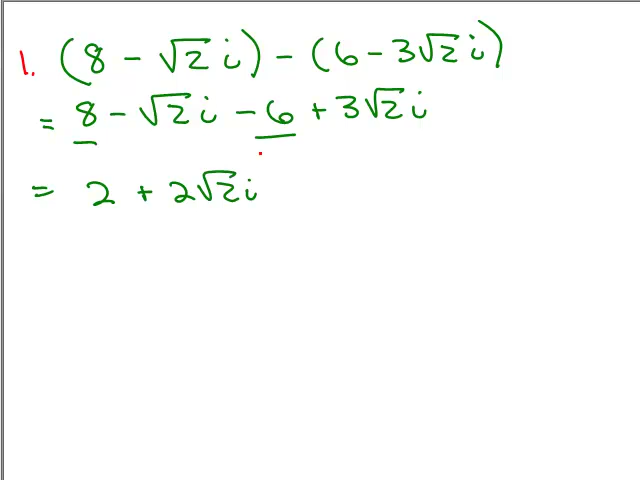 1. (8 - √2 i) - (6 - 3√2 i)
= 8 - √2 i - 6 + 3√2 i
= 2 + 2√2 i